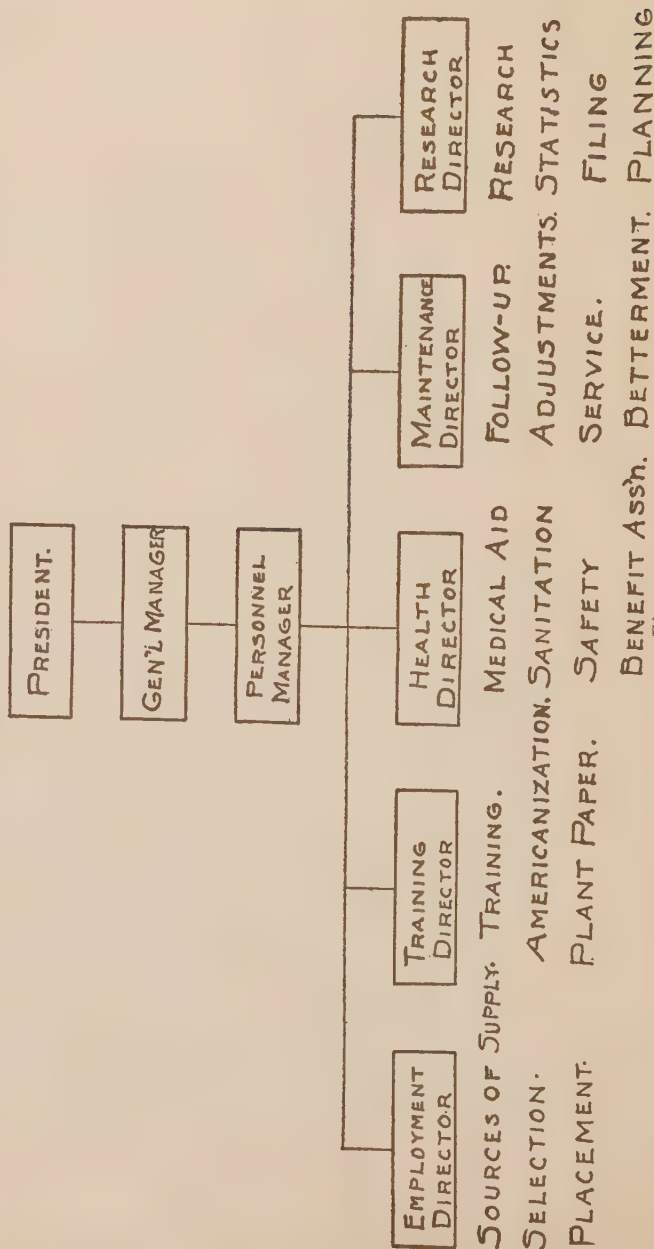 PRESIDENT.
GEN'L MANAGER
PERSONNEL
MANAGER
EMPLOYMENT
DIRECTOR
TRAINING
DIRECTOR
HEALTH
DIRECTOR
MAINTENANCE
DIRECTOR
RESEARCH
DIRECTOR
SOURCES OF SUPPLY. TRAINING. MEDICAL AID FOLLOW-UP. RESEARCH
SELECTION. AMERICANIZATION. SANITATION ADJUSTMENTS. STATISTICS
PLACEMENT. PLANT PAPER. SAFETY SERVICE. FILING
BENEFIT ASS'N. BETTERMENT. PLANNING